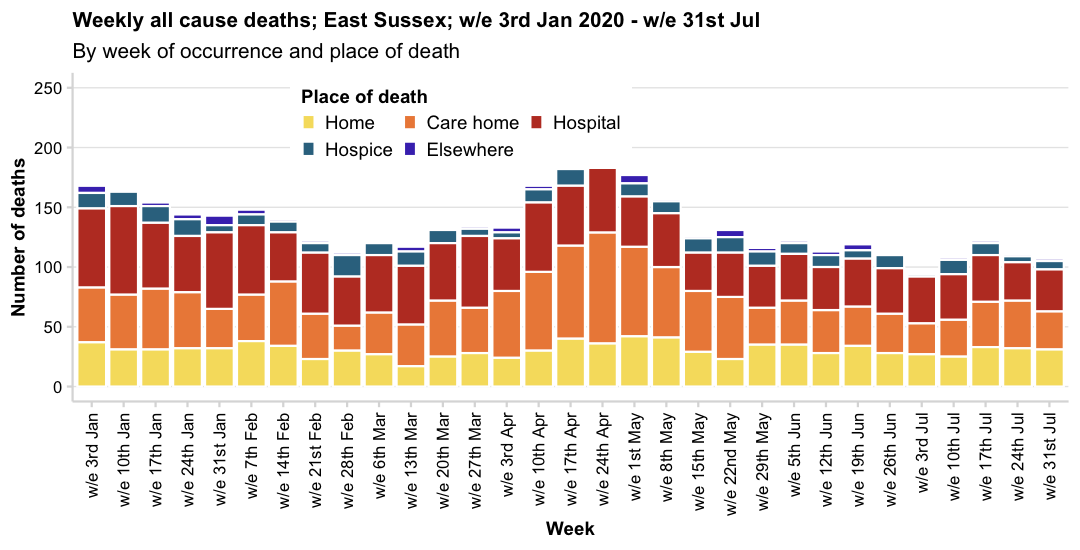 Weekly all cause deaths; East Sussex; w/e 3rd Jan 2020 - w/e 31st Jul
By week of occurrence and place of death
Number of deaths
250
200
150
100
50
0
Place of death
Home Care home Hospital
Hospice Elsewhere
w/e 3rd Jan
w/e 10th Jan
w/e 17th Jan
w/e 24th Jan
w/e 31st Jan
w/e 7th Feb
w/e 14th Feb
w/e 21st Feb
w/e 28th Feb
w/e 6th Mar
w/e 13th Mar
w/e 20th Mar
w/e 27th Mar
w/e 3rd Apr
w/e 10th Apr
w/e 17th Apr
w/e 24th Apr
w/e 1st May
w/e 8th May
w/e 15th May
w/e 22nd May
w/e 29th May
w/e 5th Jun
w/e 12th Jun
w/e 19th Jun
w/e 26th Jun
w/e 3rd Jul
w/e 10th Jul
w/e 17th Jul
w/e 24th Jul
w/e 31st Jul
Week